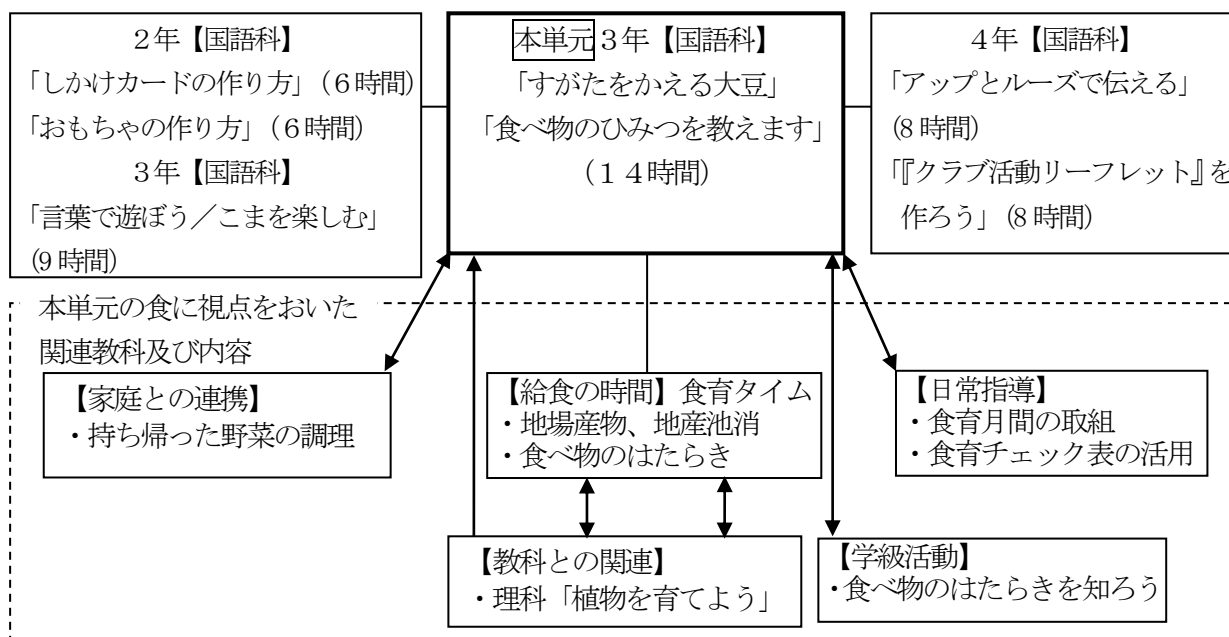 ２年【国語科】
「しかけカードの作り方」（６時間）
「おもちゃの作り方」（６時間）
３年【国語科】
「言葉で遊ぼう／こまを楽しむ」
(9時間)
本単元３年【国語科】
「すがたをかえる大豆」
「食べ物のひみつを教えます」
（１４時間）
４年【国語科】
「アップとルーズで伝える」
(8時間)
「『クラブ活動リーフレット』を
作ろう」(8時間)
本単元の食に視点をおいた
関連教科及び内容
【家庭との連携】
・持ち帰った野菜の調理
【給食の時間】食育タイム
・地場産物、地産池消
・食べ物のはたらき
【日常指導】
・食育月間の取組
・食育チェック表の活用
【教科との関連】
・理科「植物を育てよう」
【学級活動】
・食べ物のはたらきを知ろう